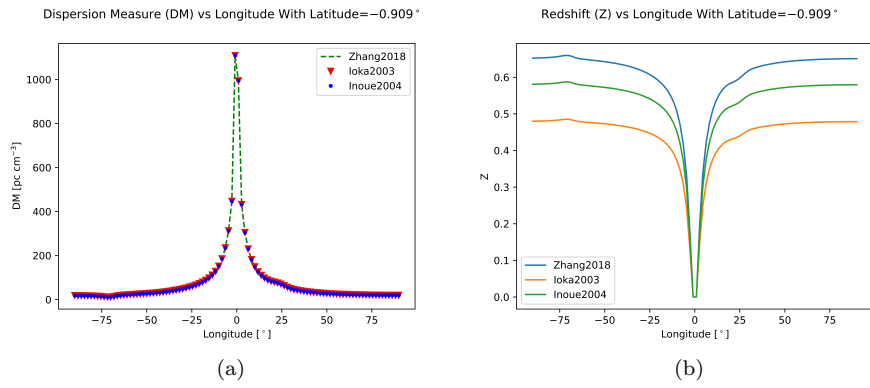 Dispersion Measure (DM) vs Longitude With Latitude=−0.909°
DM [pc cm⁻³]
1000
800
600
400
200
0
Zhang2018
Ioka2003
Inoue2004
−75 −50 −25 0 25 50 75
Longitude [°]
(a)
Redshift (Z) vs Longitude With Latitude=−0.909°
Z
0.6
0.5
0.4
0.3
0.2
0.1
0.0
Zhang2018
Ioka2003
Inoue2004
−75 −50 −25 0 25 50 75
Longitude [°]
(b)